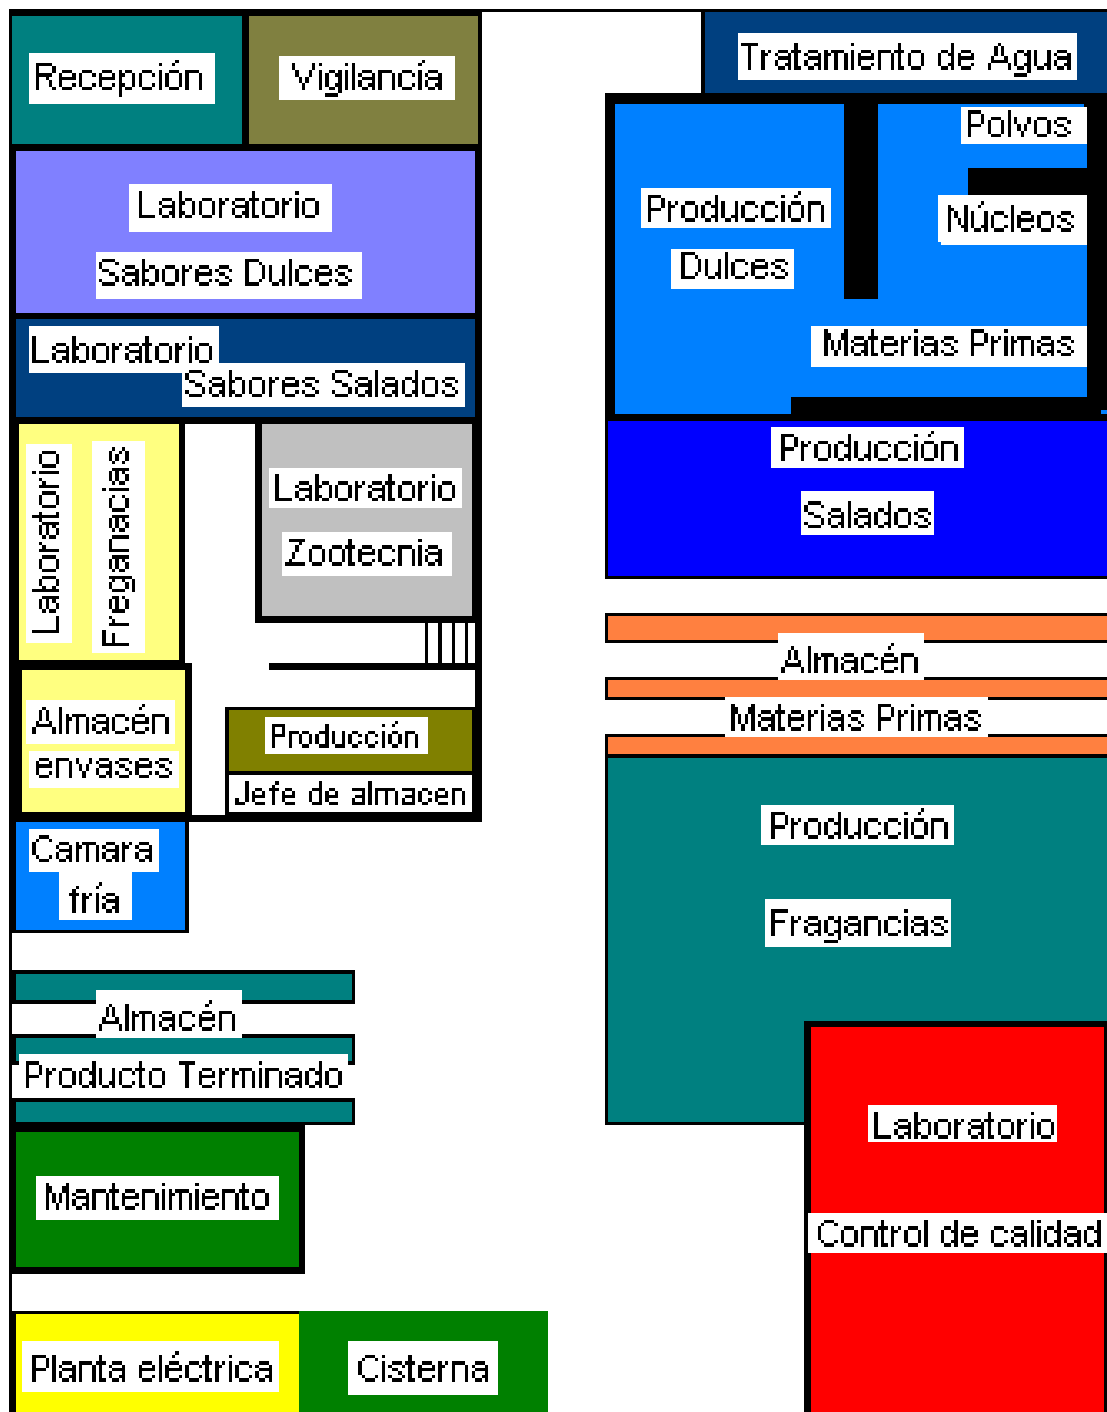 Recepción
Vigilancía
Tratamiento de Agua
Polvos
Laboratorio
Sabores Dulces
Producción
Dulces
Núcleos
Laboratorio
Sabores Salados
Materias Primas
Laboratorio
Freganacias
Laboratorio
Zootecnia
Producción
Salados
Almacén
Materias Primas
Almacén
envases
Producción
Jefe de almacen
Camara
fría
Producción
Fragancias
Almacén
Producto Terminado
Mantenimiento
Laboratorio
Control de calidad
Planta eléctrica
Cisterna